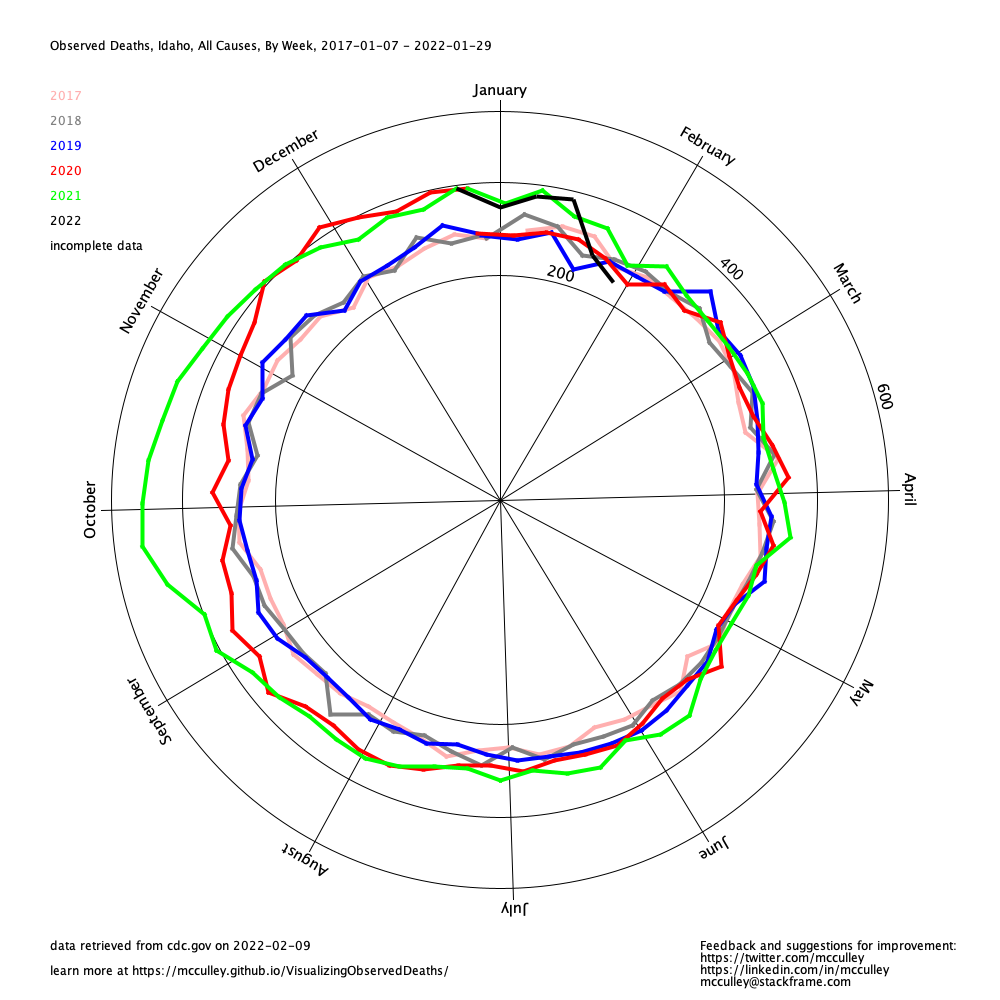 Observed Deaths, Idaho, All Causes, By Week, 2017-01-07 - 2022-01-29
January
2017
2018
2019
2020
2021
2022
incomplete data
December
February
200
400
November
March
600
October
April
September
May
August
June
July
data retrieved from cdc.gov on 2022-02-09
learn more at https://mcculley.github.io/VisualizingObservedDeaths/
Feedback and suggestions for improvement:
https://twitter.com/mcculley
https://linkedin.com/in/mcculley
mcculley@stackframe.com